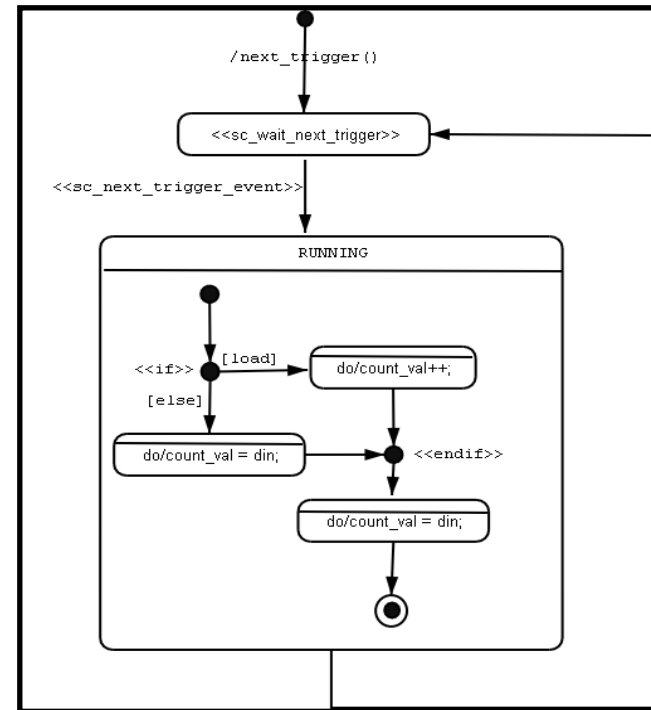 /next_trigger()
<<sc_wait_next_trigger>>
<<sc_next_trigger_event>>
RUNNING
<<if>>
[load]
do/count_val++;
[else]
do/count_val = din;
<<endif>>
do/count_val = din;